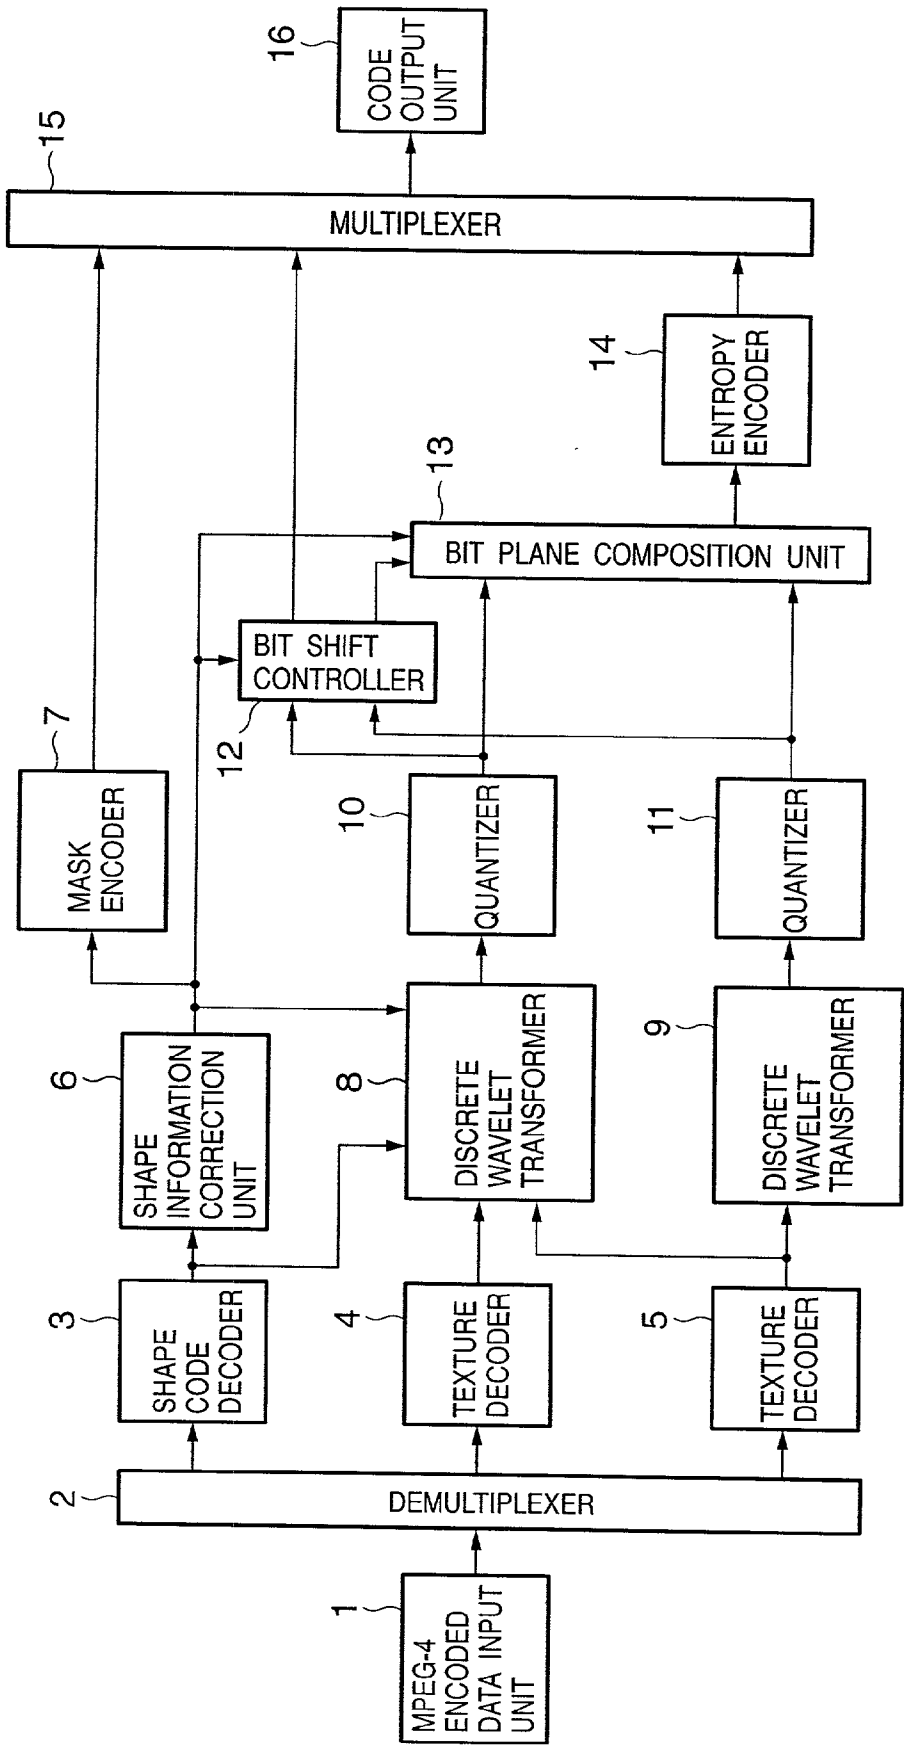 1
MPEG-4
ENCODED
DATA INPUT
UNIT
2
DEMULTIPLEXER
3
SHAPE
CODE
DECODER
4
TEXTURE
DECODER
5
TEXTURE
DECODER
6
SHAPE
INFORMATION
CORRECTION
UNIT
7
MASK
ENCODER
8
DISCRETE
WAVELET
TRANSFORMER
9
DISCRETE
WAVELET
TRANSFORMER
10
QUANTIZER
11
QUANTIZER
12
BIT SHIFT
CONTROLLER
13
BIT PLANE COMPOSITION UNIT
14
ENTROPY
ENCODER
15
MULTIPLEXER
16
CODE
OUTPUT
UNIT